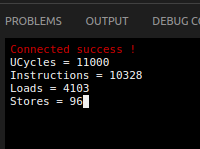 PROBLEMS OUTPUT DEBUG CO
Connected success !
UCycles = 11000
Instructions = 10328
Loads = 4103
Stores = 96